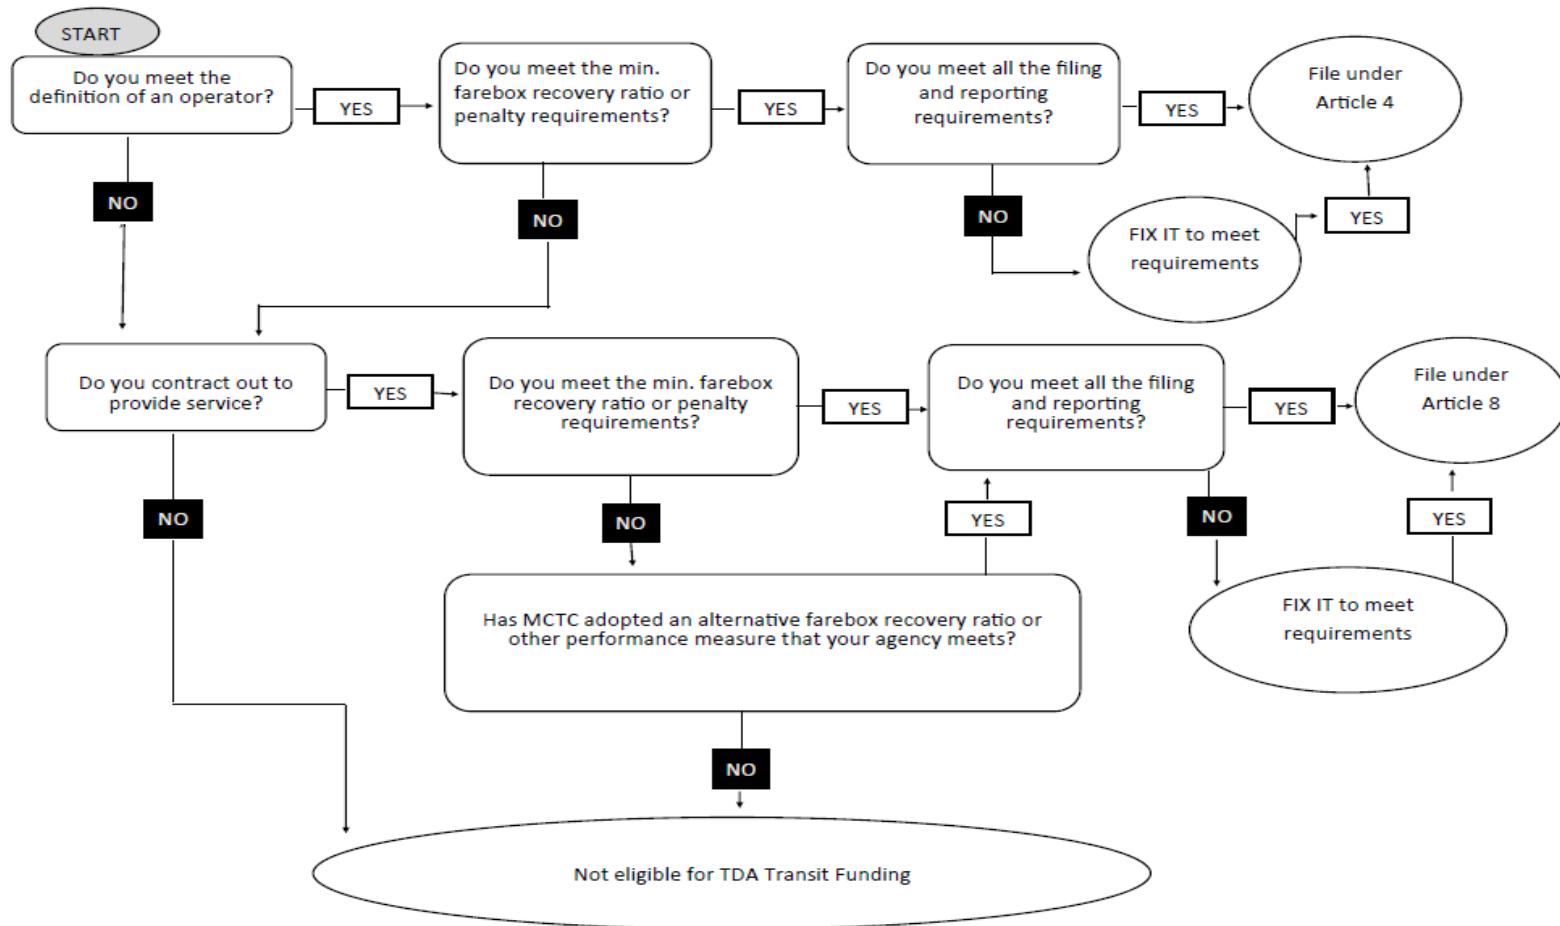 START
Do you meet the
definition of an operator?
YES
Do you meet the min.
farebox recovery ratio or
penalty requirements?
YES
Do you meet all the filing
and reporting
requirements?
YES
File under
Article 4
NO
NO
NO
FIX IT to meet
requirements
YES
Do you contract out to
provide service?
YES
Do you meet the min. farebox
recovery ratio or penalty
requirements?
YES
Do you meet all the filing
and reporting
requirements?
YES
File under
Article 8
NO
NO
YES
NO
YES
Has MCTC adopted an alternative farebox recovery ratio or
other performance measure that your agency meets?
FIX IT to meet
requirements
NO
Not eligible for TDA Transit Funding